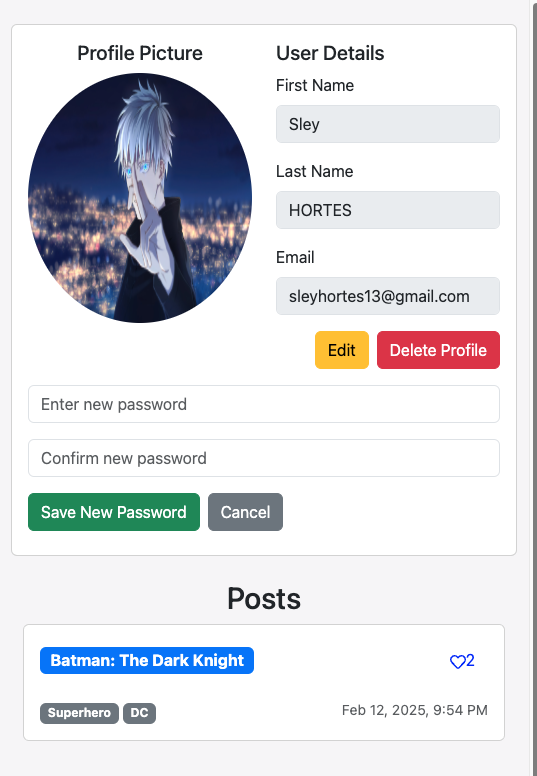 Profile Picture
User Details
First Name
Sley
Last Name
HORTES
Email
sleyhortes13@gmail.com
Edit
Delete Profile
Enter new password
Confirm new password
Save New Password
Cancel
Posts
Batman: The Dark Knight
2
Superhero
DC
Feb 12, 2025, 9:54 PM